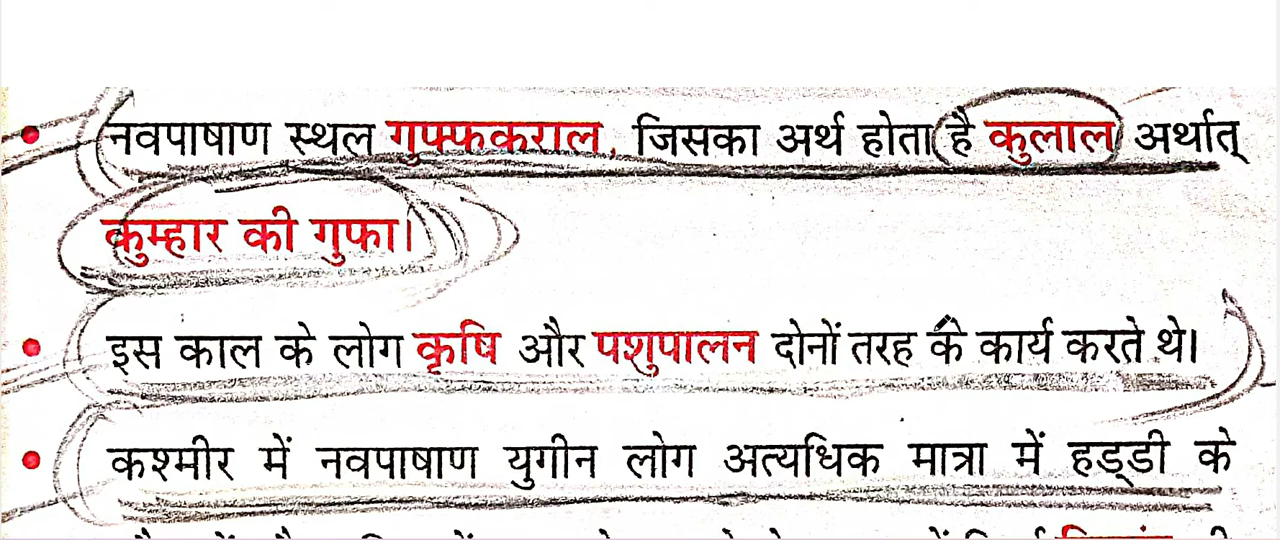 • नवपाषाण स्थल गुफ्फकराल, जिसका अर्थ होता है कुलाल अर्थात्
कुम्हार की गुफा।
• इस काल के लोग कृषि और पशुपालन दोनों तरह के कार्य करते थे।
• कश्मीर में नवपाषाण युगीन लोग अत्यधिक मात्रा में हड्डी के